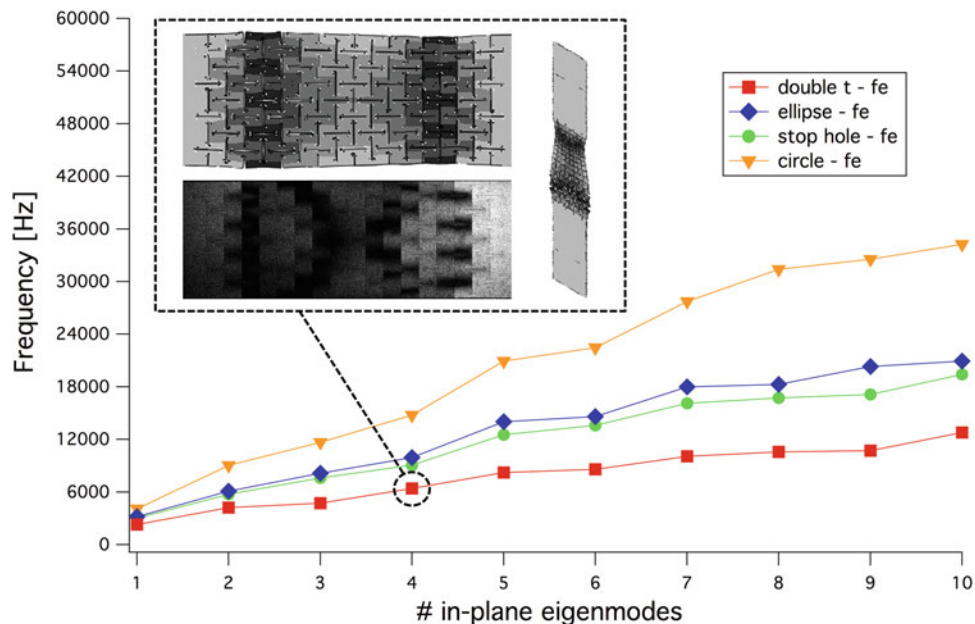 60000
54000
48000
42000
36000
30000
24000
18000
12000
6000
0
Frequency [Hz]
double t - fe
ellipse - fe
stop hole - fe
circle - fe
1 2 3 4 5 6 7 8 9 10
# in-plane eigenmodes